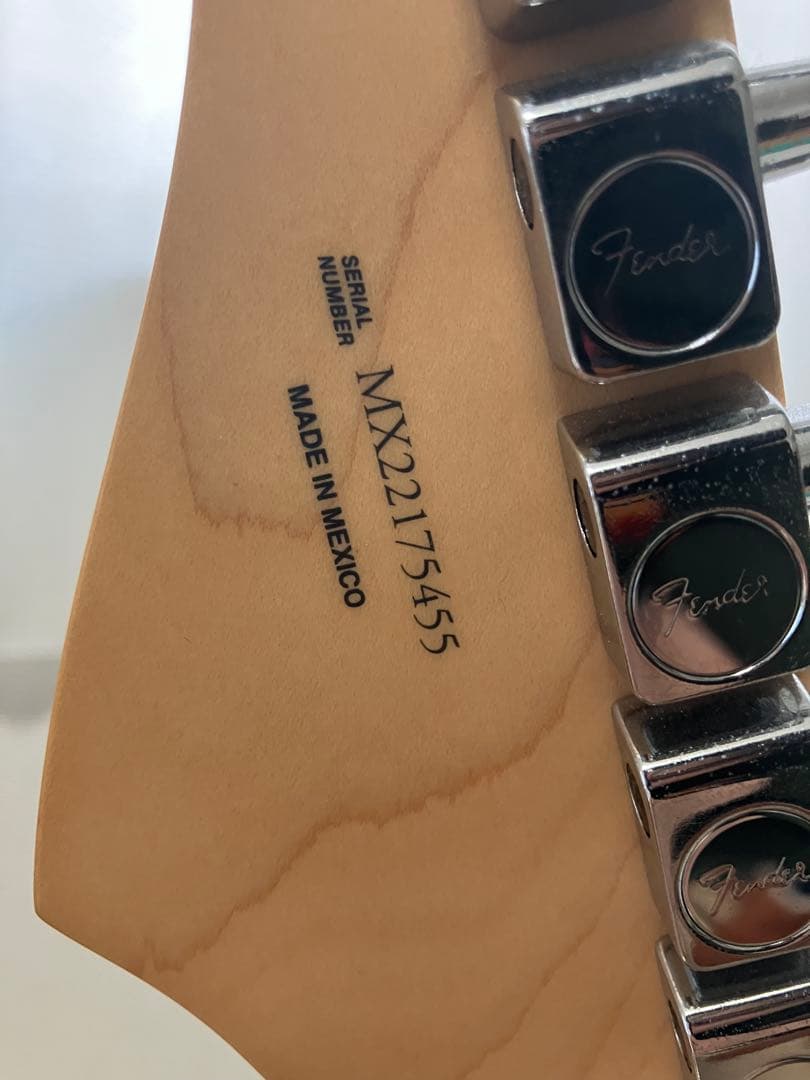 SERIAL
NUMBER
MX22175455
MADE IN MEXICO
Fender
Fender
Fender